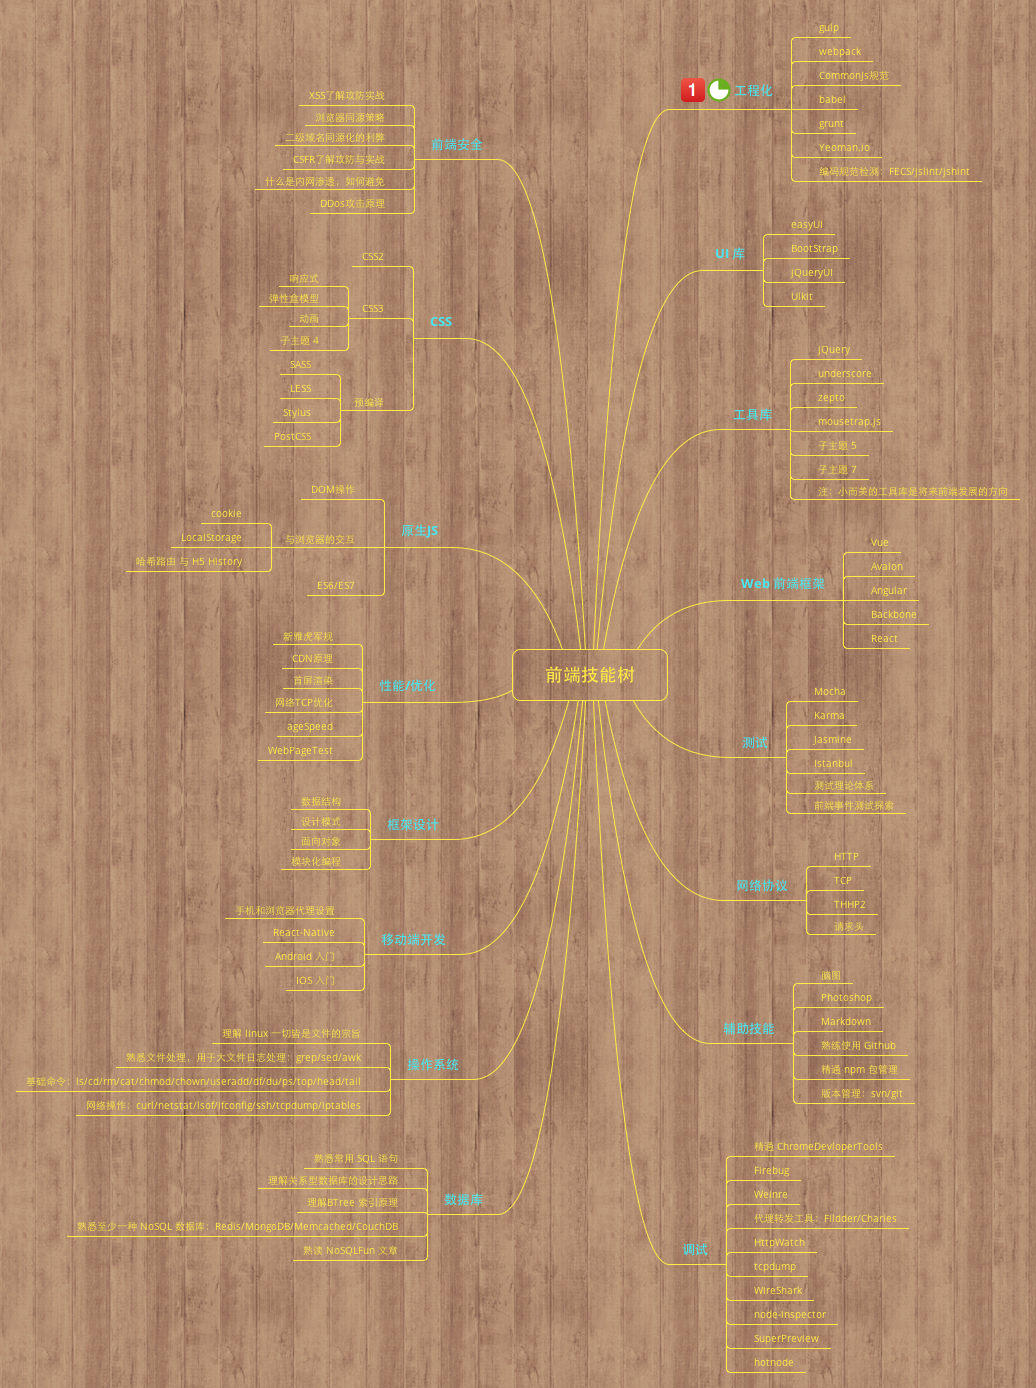 前端技能树
1
工程化
gulp
webpack
Commonjs规范
babel
grunt
Yeoman.io
编码规范检测：FECS/jslint/jshint
UI 库
easyUI
BootStrap
jQueryUI
Uikit
工具库
jQuery
underscore
zepto
mousetrap.js
子主题 5
子主题 7
注：小而美的工具库是将来前端发展的方向
Web 前端框架
Vue
Avalon
Angular
Backbone
React
测试
Mocha
Karma
Jasmine
Istanbul
测试理论体系
前端事件测试探索
网络协议
HTTP
TCP
THHP2
请求头
辅助技能
脑图
Photoshop
Markdown
熟练使用 Github
精通 npm 包管理
版本管理：svn/git
调试
精通 ChromeDevloperTools
Firebug
Weinre
代理转发工具：Flidder/Charles
HttpWatch
tcpdump
WireShark
node-inspector
SuperPreview
hotnode
前端安全
XSS了解攻防实战
浏览器同源策略
二级域名同源化的利弊
CSFR了解攻防与实战
什么是内网渗透，如何避免
DDos攻击原理
CSS
CSS2
CSS3
响应式
弹性盒模型
动画
子主题 4
预编译
SASS
LESS
Stylus
PostCSS
原生JS
DOM操作
与浏览器的交互
cookie
LocalStorage
哈希路由 与 H5 History
ES6/ES7
性能/优化
新雅虎军规
CDN原理
首屏渲染
网络TCP优化
ageSpeed
WebPageTest
框架设计
数据结构
设计模式
面向对象
模块化编程
移动端开发
手机和浏览器代理设置
React-Native
Android 入门
IOS 入门
操作系统
理解 linux 一切皆是文件的宗旨
熟悉文件处理，用于大文件日志处理：grep/sed/awk
基础命令：ls/cd/rm/cat/chmod/chown/useradd/df/du/ps/top/head/tail
网络操作：curl/netstat/lsof/ifconfig/ssh/tcpdump/iptables
数据库
熟悉常用 SQL 语句
理解关系型数据库的设计思路
理解BTree 索引原理
熟悉至少一种 NoSQL 数据库：Redis/MongoDB/Memcached/CouchDB
熟读 NoSQLFun 文章